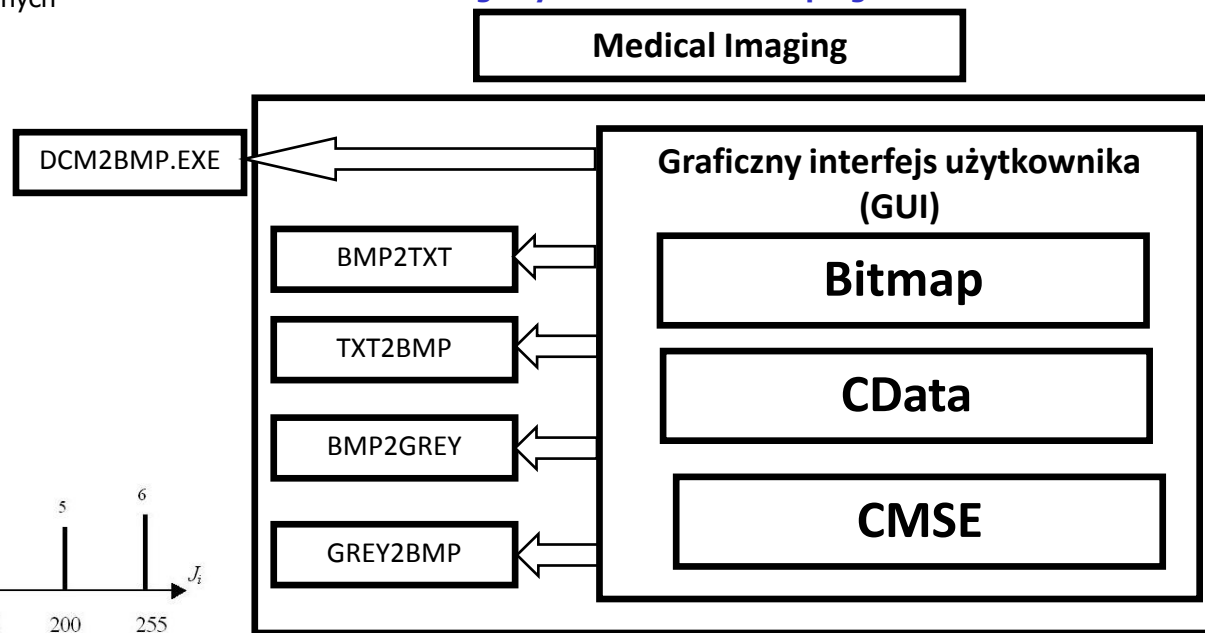 Medical Imaging
DCM2BMP.EXE
Graficzny interfejs użytkownika
(GUI)
BMP2TXT
Bitmap
TXT2BMP
CData
BMP2GREY
CMSE
GREY2BMP
5 6
J_i
200 255